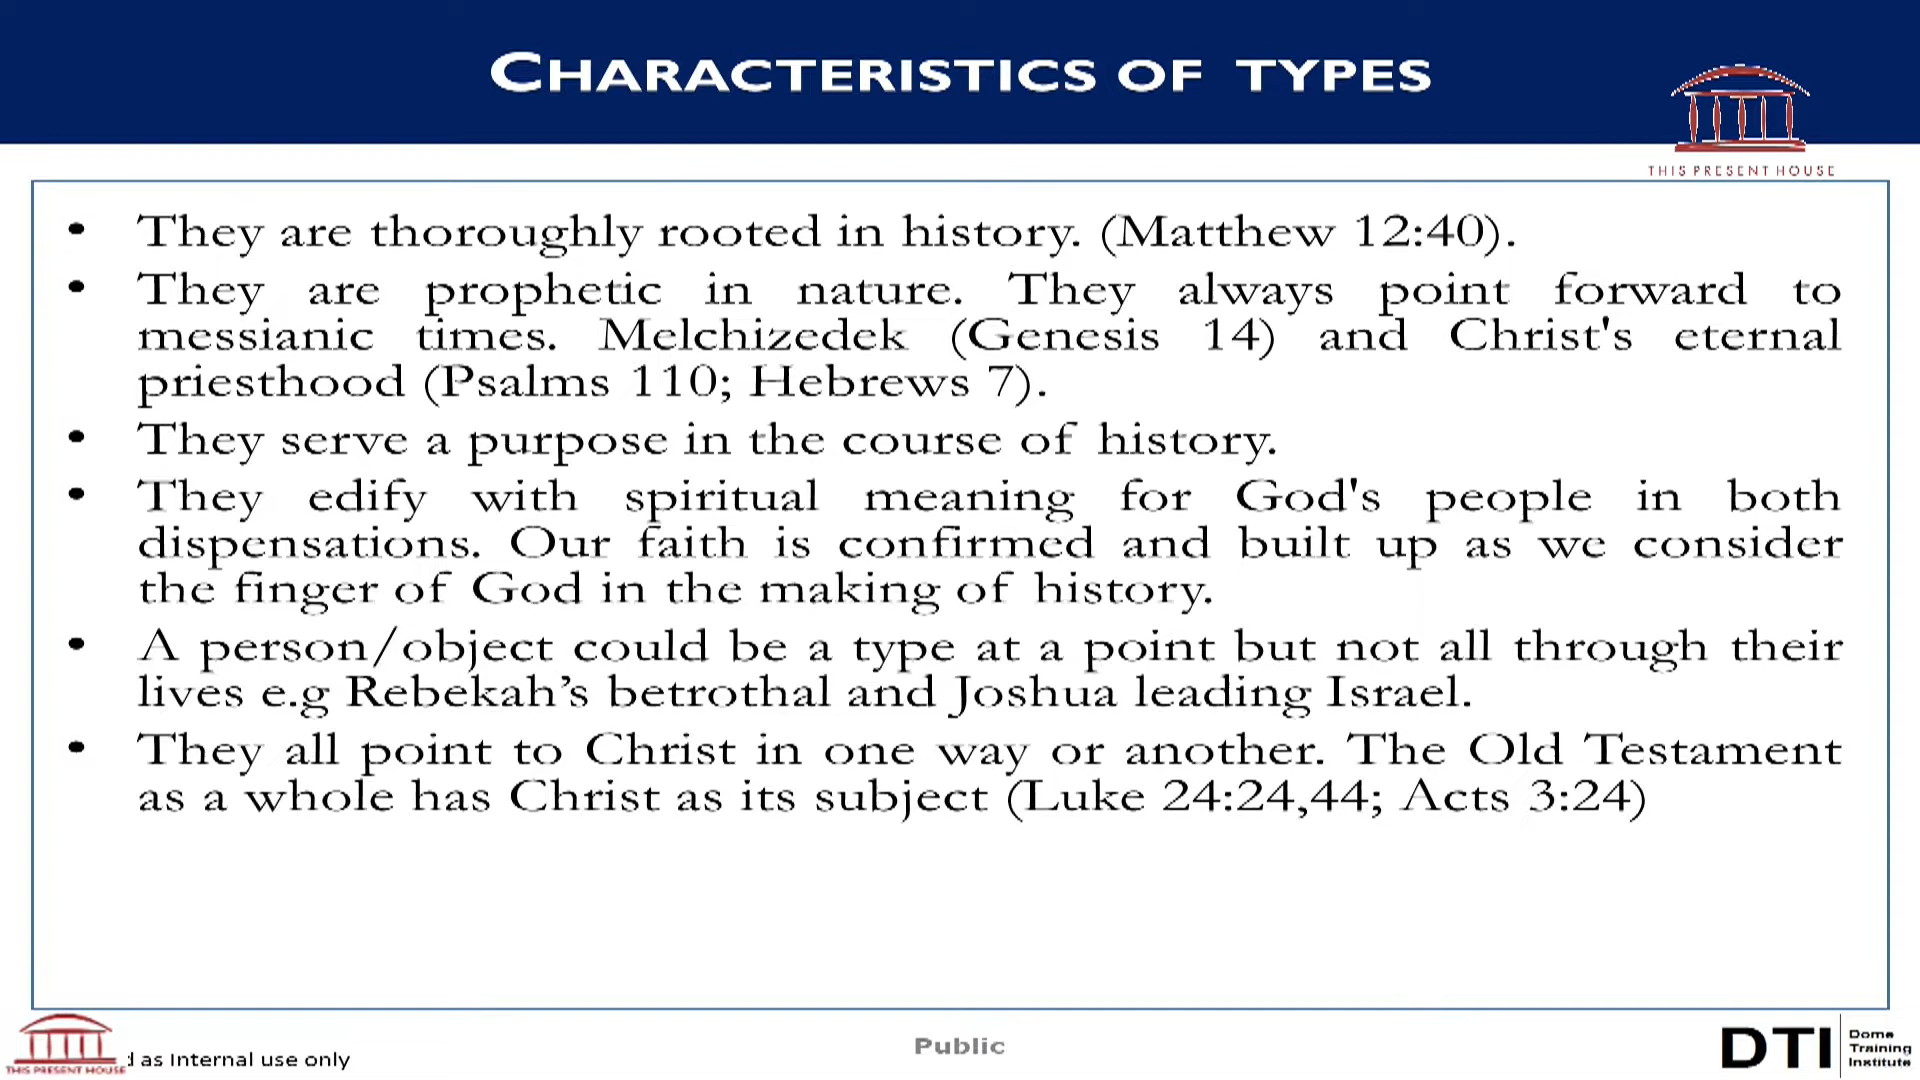 CHARACTERISTICS OF TYPES
THIS PRESENT HOUSE
• They are thoroughly rooted in history. (Matthew 12:40).
• They are prophetic in nature. They always point forward to
messianic times. Melchizedek (Genesis 14) and Christ's eternal
priesthood (Psalms 110; Hebrews 7).
• They serve a purpose in the course of history.
• They edify with spiritual meaning for God's people in both
dispensations. Our faith is confirmed and built up as we consider
the finger of God in the making of history.
• A person/object could be a type at a point but not all through their
lives e.g Rebekah’s betrothal and Joshua leading Israel.
• They all point to Christ in one way or another. The Old Testament
as a whole has Christ as its subject (Luke 24:24,44; Acts 3:24)
THIS PRESENT HOUSE
as Internal use only
Public
DTI
Dome
Training
Institute